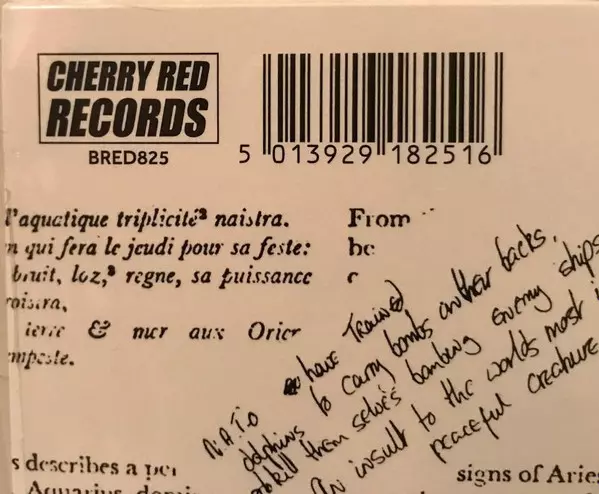 CHERRY RED
RECORDS
BRED825
5 013929 182516
l'aquatique triplicité² naistra.
n qui fera le jeudi pour sa feste:
bruit, loz,³ regne, sa puissance
roistra,
& mer aux Orier
mpeste.
From
be
N.A.T.O have Trained
dolphins to carry bombs on their backs,
to kill them selves bombing enemy ships
An insult to the worlds most
peaceful creature
s describes a per
Aquarius,
signs of Aries